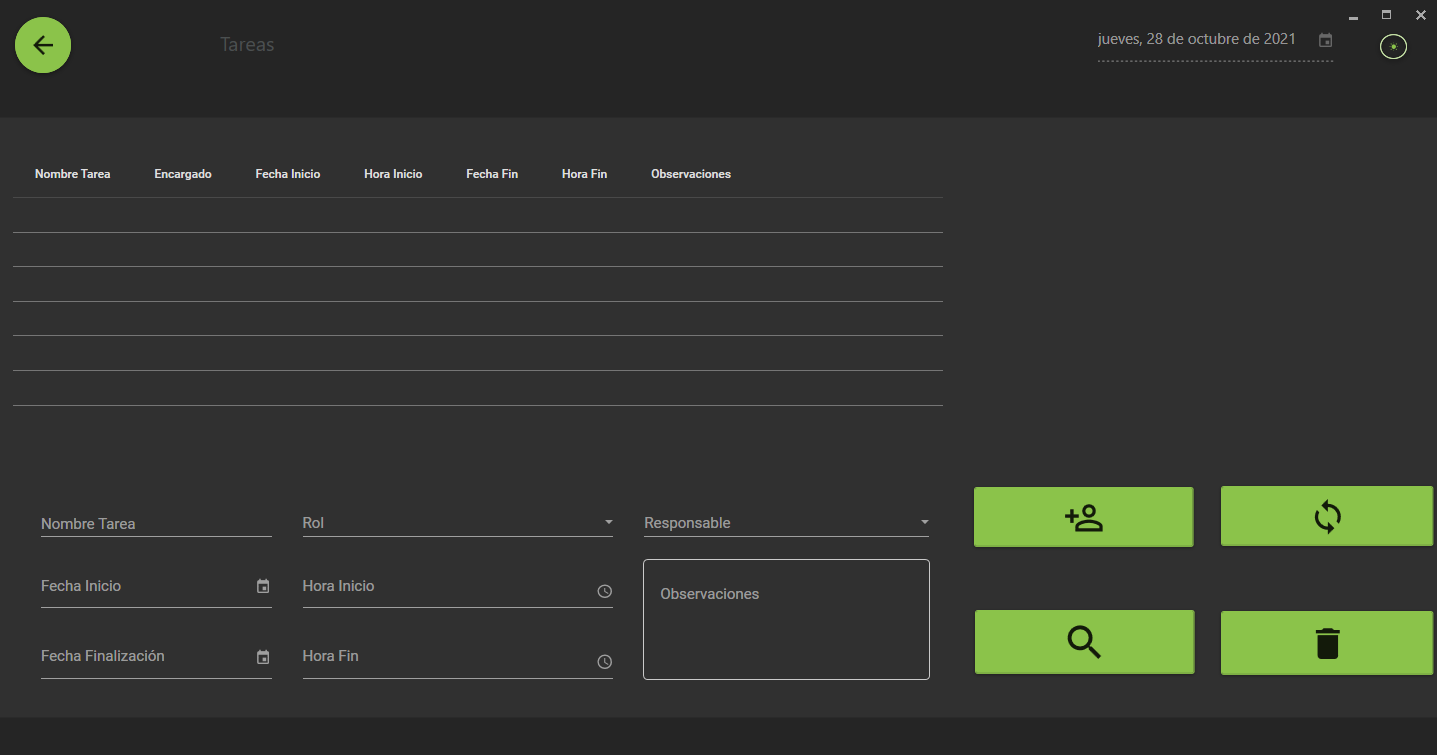 Tareas
jueves, 28 de octubre de 2021
Nombre Tarea Encargado Fecha Inicio Hora Inicio Fecha Fin Hora Fin Observaciones
Nombre Tarea Rol Responsable
Fecha Inicio Hora Inicio Observaciones
Fecha Finalización Hora Fin